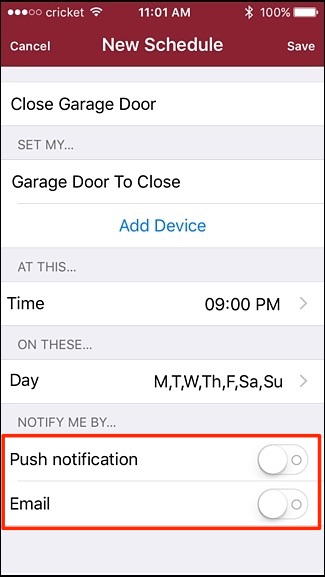 cricket 11:01 AM 100%
Cancel New Schedule Save
Close Garage Door
SET MY...
Garage Door To Close
Add Device
AT THIS...
Time 09:00 PM
ON THESE...
Day M,T,W,Th,F,Sa,Su
NOTIFY ME BY...
Push notification
Email